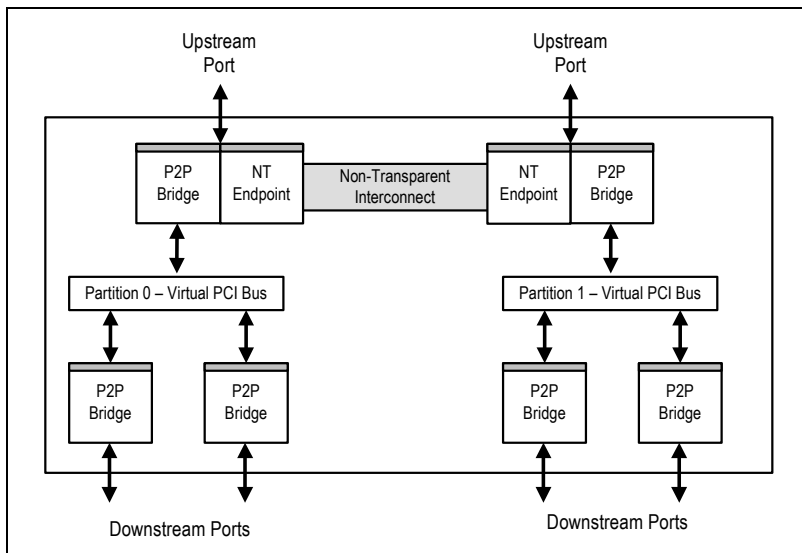 Upstream
Port
Upstream
Port
P2P
Bridge
NT
Endpoint
Non-Transparent
Interconnect
NT
Endpoint
P2P
Bridge
Partition 0 – Virtual PCI Bus
Partition 1 – Virtual PCI Bus
P2P
Bridge
P2P
Bridge
P2P
Bridge
P2P
Bridge
Downstream Ports
Downstream Ports